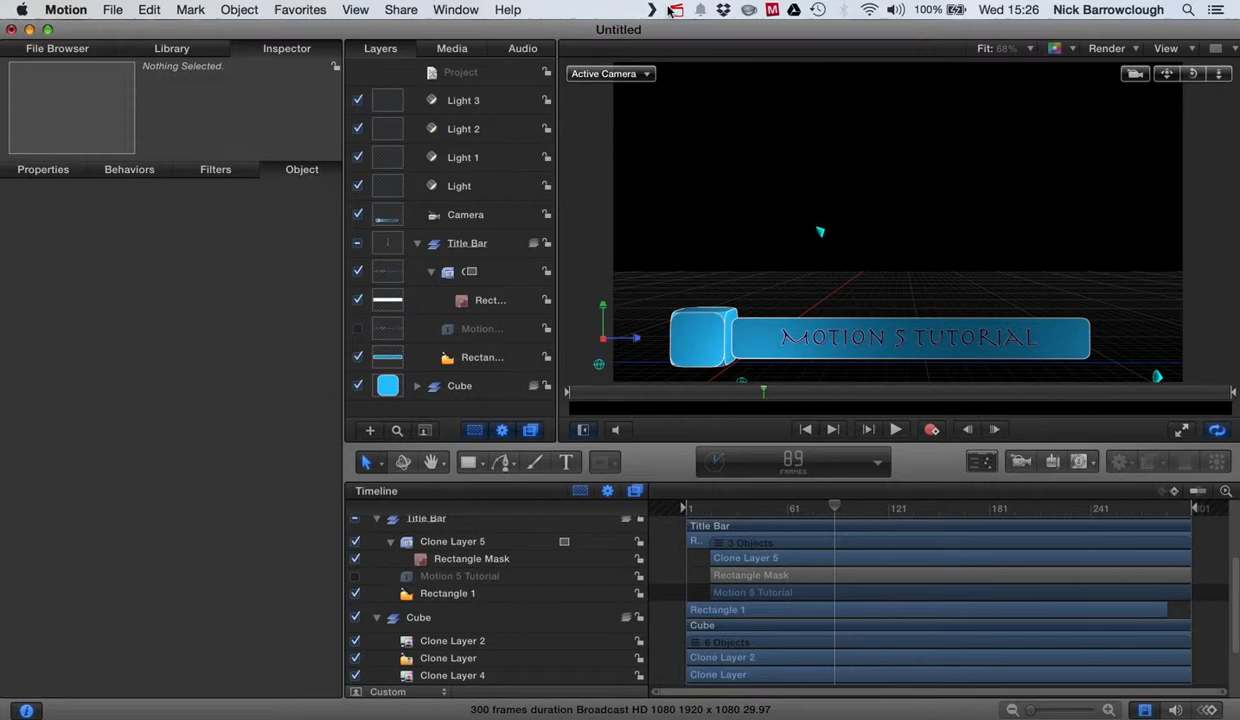 Motion File Edit Mark Object Favorites View Share Window Help 100% Wed 15:26 Nick Barrowclough
Untitled
File Browser Library Inspector Layers Media Audio Fit: 68% Render View
Nothing Selected.
Properties Behaviors Filters Object
Project
Light 3
Light 2
Light 1
Light
Camera
Title Bar
Rect...
Motion...
Rectan...
Cube
Active Camera
MOTION 5 TUTORIAL
89
FRAMES
Timeline 1 61 121 181 241
Title Bar Title Bar
Clone Layer 5 R.. 3 Objects
Rectangle Mask Clone Layer 5
Motion 5 Tutorial Rectangle Mask
Rectangle 1 Motion 5 Tutorial
Rectangle 1
Cube Cube
Clone Layer 2 6 Objects
Clone Layer Clone Layer 2
Clone Layer 4 Clone Layer
Custom
300 frames duration Broadcast HD 1080 1920 x 1080 29.97